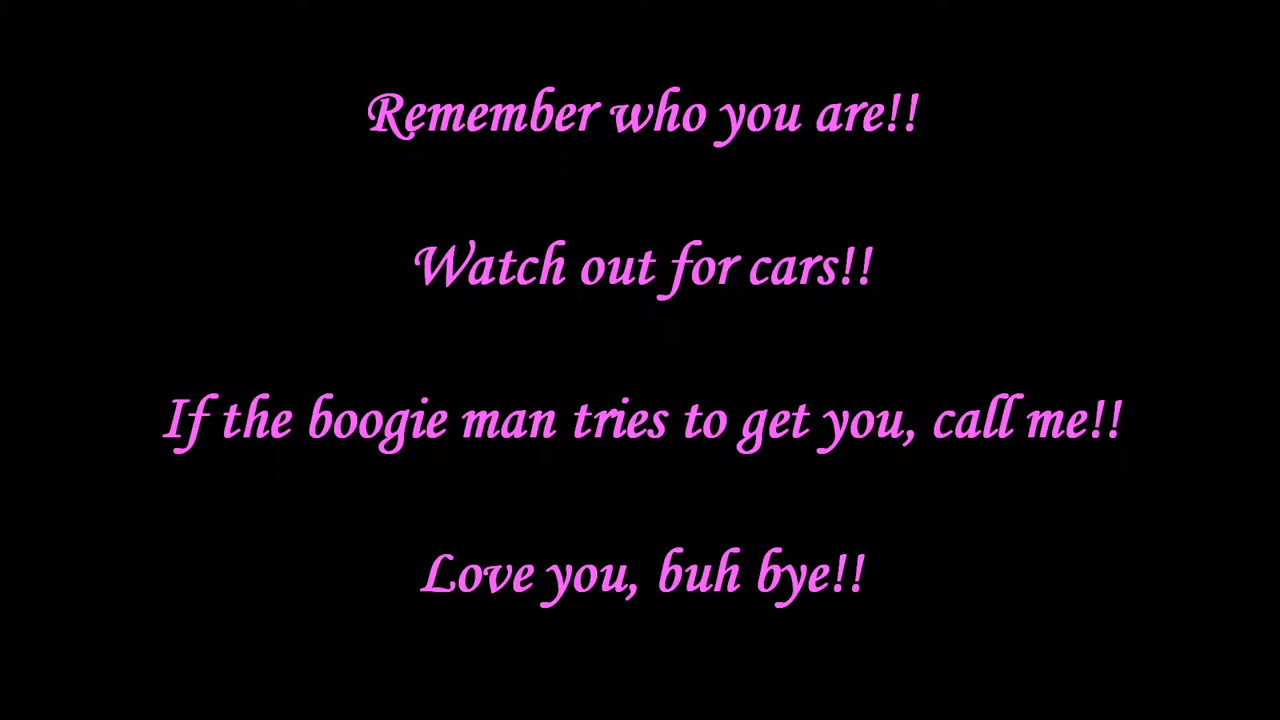 Remember who you are!!
Watch out for cars!!
If the boogie man tries to get you, call me!!
Love you, buh bye!!